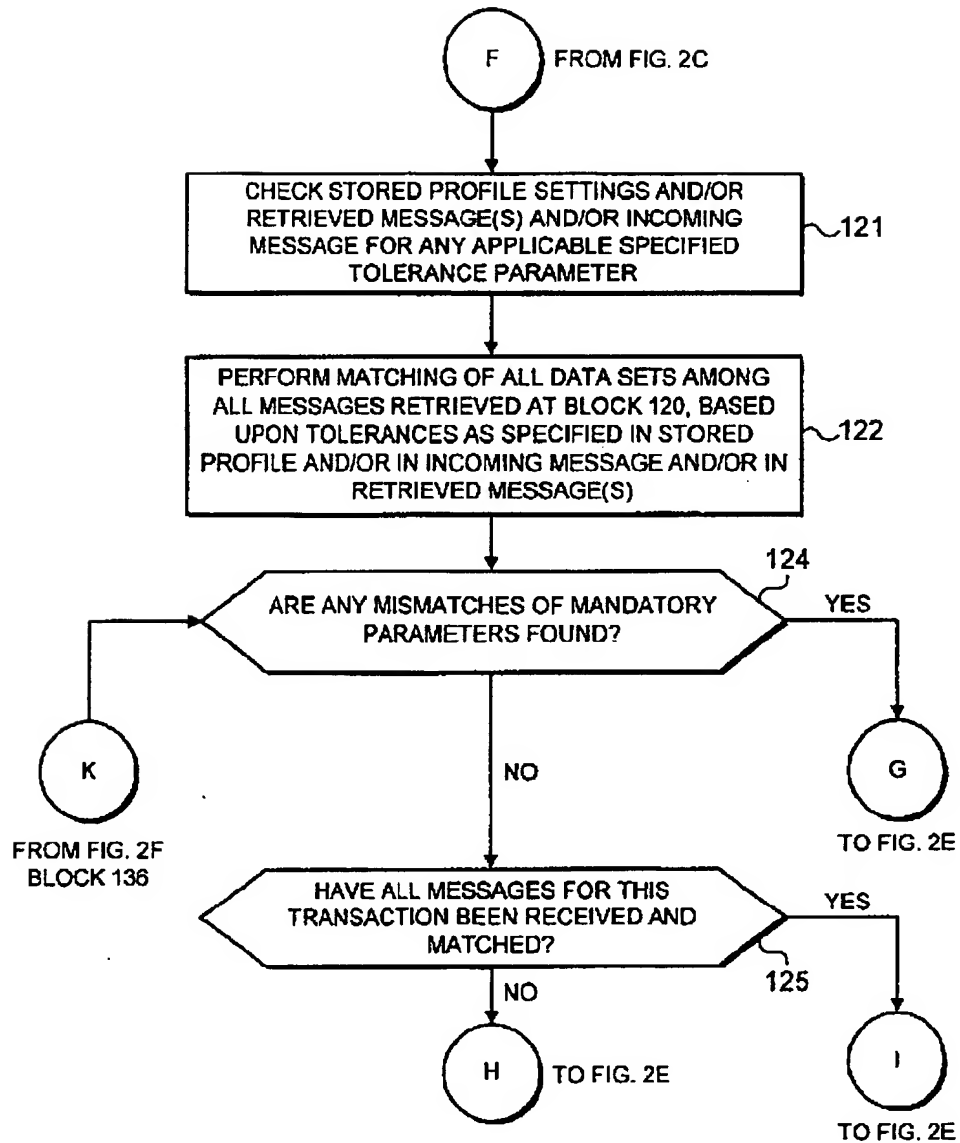 F
FROM FIG. 2C
CHECK STORED PROFILE SETTINGS AND/OR
RETRIEVED MESSAGE(S) AND/OR INCOMING
MESSAGE FOR ANY APPLICABLE SPECIFIED
TOLERANCE PARAMETER
121
PERFORM MATCHING OF ALL DATA SETS AMONG
ALL MESSAGES RETRIEVED AT BLOCK 120, BASED
UPON TOLERANCES AS SPECIFIED IN STORED
PROFILE AND/OR IN INCOMING MESSAGE AND/OR IN
RETRIEVED MESSAGE(S)
122
124
ARE ANY MISMATCHES OF MANDATORY
PARAMETERS FOUND?
YES
K
FROM FIG. 2F
BLOCK 136
NO
G
TO FIG. 2E
HAVE ALL MESSAGES FOR THIS
TRANSACTION BEEN RECEIVED AND
MATCHED?
YES
125
NO
H
TO FIG. 2E
I
TO FIG. 2E